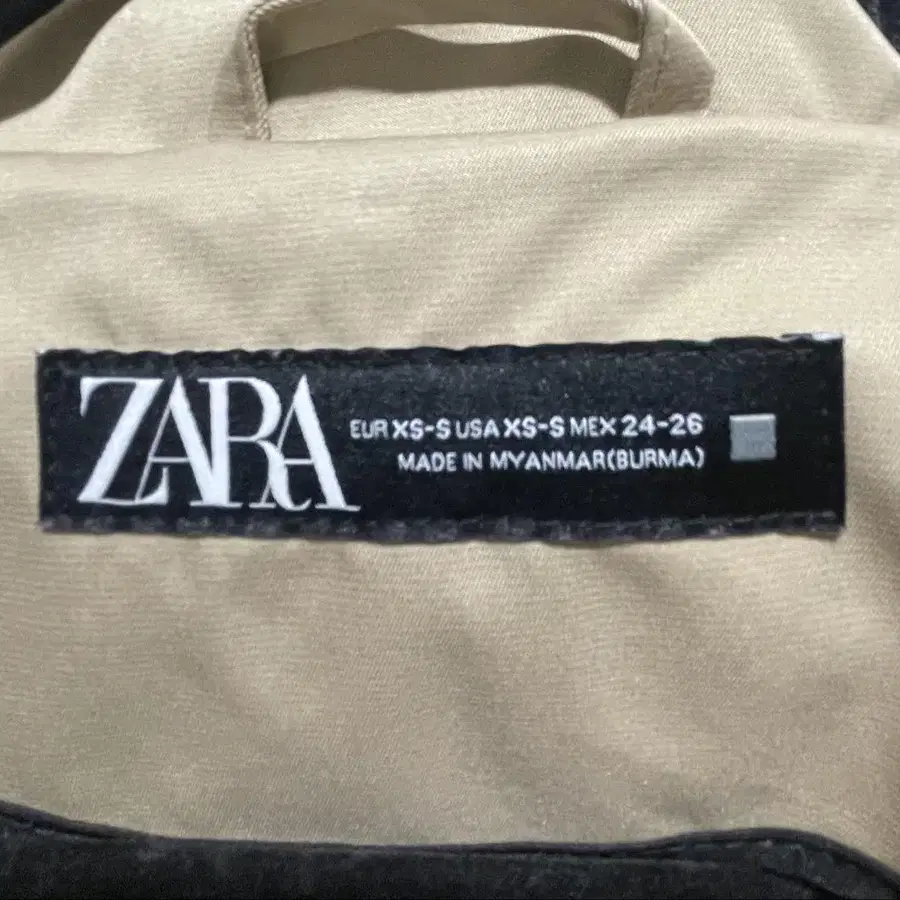 ZARA
EUR XS-S USA XS-S MEX 24-26
MADE IN MYANMAR(BURMA)